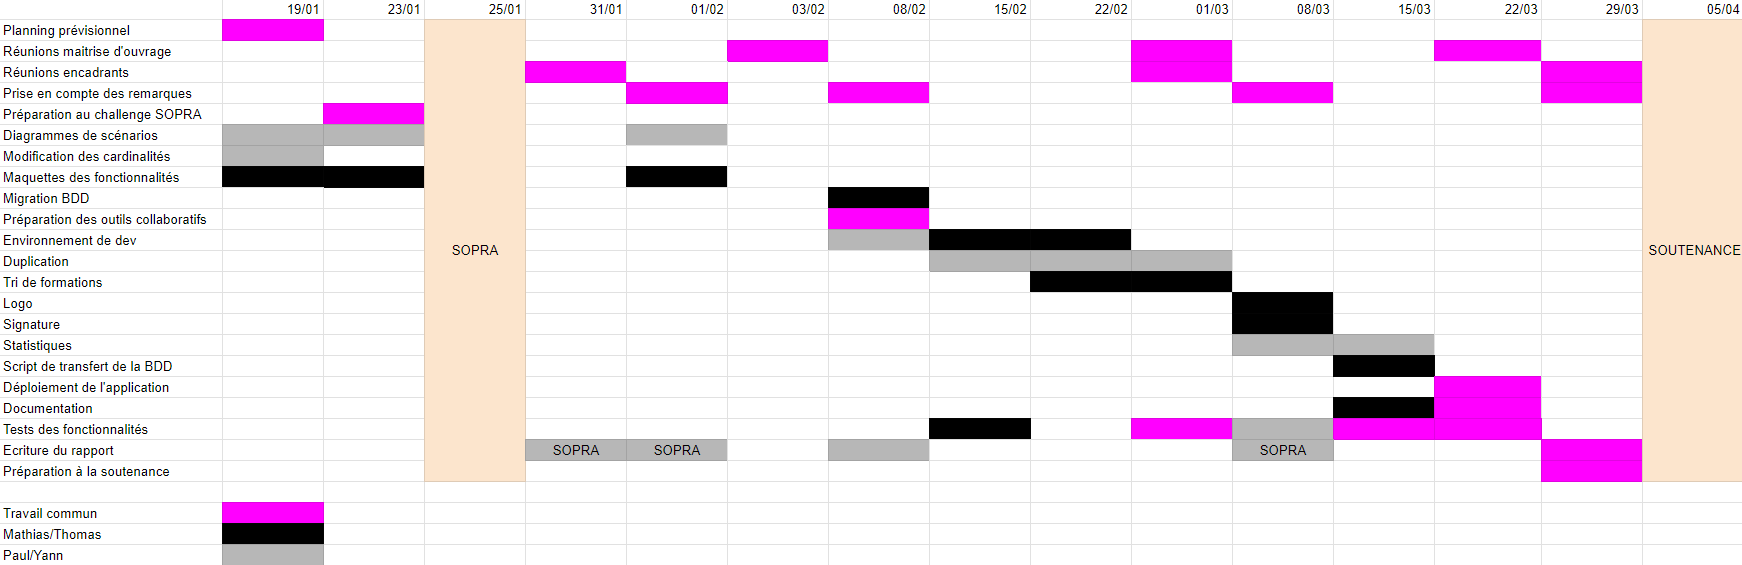 19/01 23/01 25/01 31/01 01/02 03/02 08/02 15/02 22/02 01/03 08/03 15/03 22/03 29/03 05/04
Planning prévisionnel
Réunions maitrise d'ouvrage
Réunions encadrants
Prise en compte des remarques
Préparation au challenge SOPRA
Diagrammes de scénarios
Modification des cardinalités
Maquettes des fonctionnalités
Migration BDD
Préparation des outils collaboratifs
Environnement de dev
SOPRA SOUTENANCE
Duplication
Tri de formations
Logo
Signature
Statistiques
Script de transfert de la BDD
Déploiement de l'application
Documentation
Tests des fonctionnalités
Ecriture du rapport SOPRA SOPRA SOPRA
Préparation à la soutenance
Travail commun
Mathias/Thomas
Paul/Yann